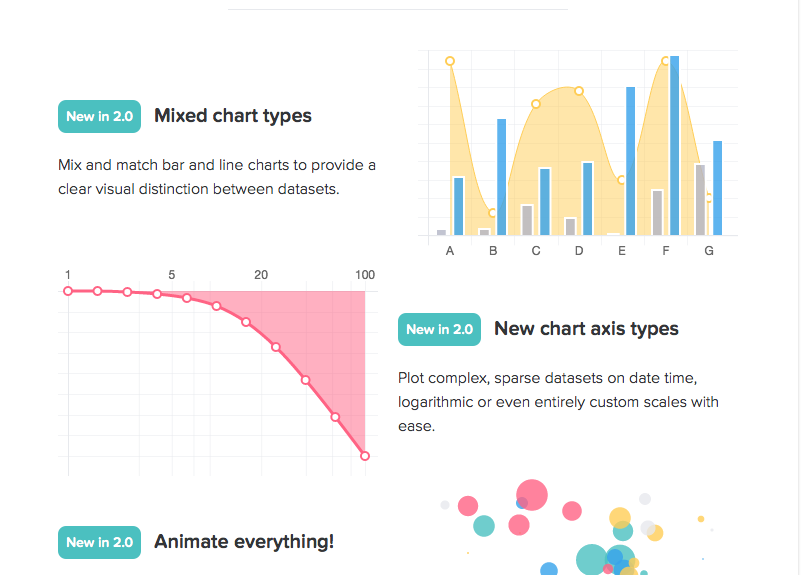 New in 2.0 Mixed chart types
Mix and match bar and line charts to provide a
clear visual distinction between datasets.
A B C D E F G
1 5 20 100
New in 2.0 New chart axis types
Plot complex, sparse datasets on date time,
logarithmic or even entirely custom scales with
ease.
New in 2.0 Animate everything!